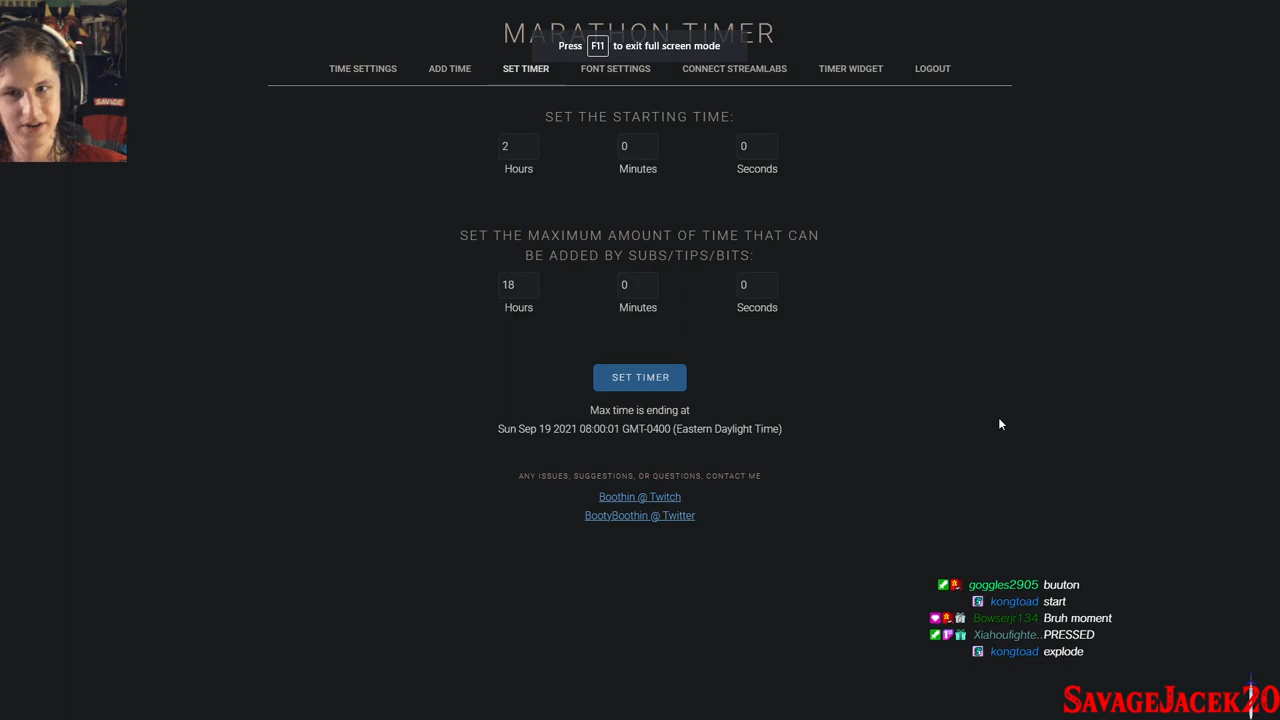 MARATHON TIMER
Press F11 to exit full screen mode
TIME SETTINGS ADD TIME SET TIMER FONT SETTINGS CONNECT STREAMLABS TIMER WIDGET LOGOUT
SAVAGE
SET THE STARTING TIME:
2 0 0
Hours Minutes Seconds
SET THE MAXIMUM AMOUNT OF TIME THAT CAN
BE ADDED BY SUBS/TIPS/BITS:
18 0 0
Hours Minutes Seconds
SET TIMER
Max time is ending at
Sun Sep 19 2021 08:00:01 GMT-0400 (Eastern Daylight Time)
ANY ISSUES, SUGGESTIONS, OR QUESTIONS, CONTACT ME
Boothin @ Twitch
BootyBoothin @ Twitter
goggles2905 buuton
kongtoad start
Bowserjr134 Bruh moment
Xiahoufighte.. PRESSED
kongtoad explode
SAVAGEJACEK20